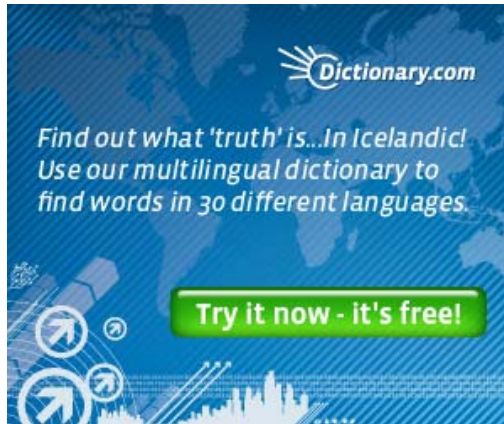 Dictionary.com
Find out what 'truth' is...In Icelandic!
Use our multilingual dictionary to
find words in 30 different languages.
Try it now - it's free!